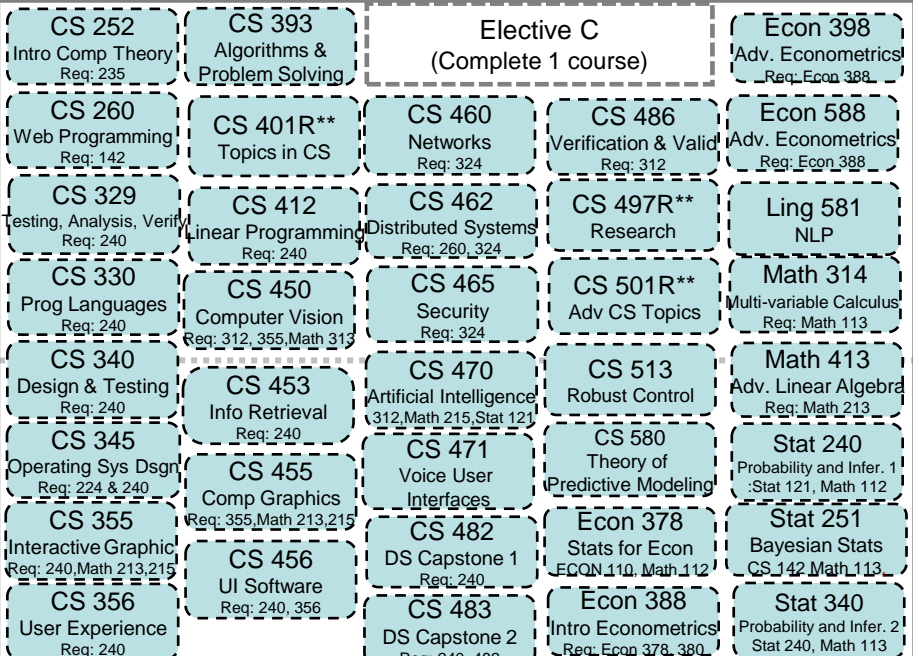 CS 252
Intro Comp Theory
Req: 235
CS 260
Web Programming
Req: 142
CS 329
Testing, Analysis, Verify
Req: 240
CS 330
Prog Languages
Req: 240
CS 340
Design & Testing
Req: 240
CS 345
Operating Sys Dsgn
Req: 224 & 240
CS 355
Interactive Graphic
Req: 240,Math 213,215
CS 356
User Experience
Req: 240
CS 393
Algorithms &
Problem Solving
CS 401R**
Topics in CS
CS 412
Linear Programming
Req: 240
CS 450
Computer Vision
Req: 312, 355,Math 313
CS 453
Info Retrieval
Req: 240
CS 455
Comp Graphics
Req: 355,Math 213,215
CS 456
UI Software
Req: 240, 356
Elective C
(Complete 1 course)
CS 460
Networks
Req: 324
CS 462
Distributed Systems
Req: 260, 324
CS 465
Security
Req: 324
CS 470
Artificial Intelligence
312,Math 215,Stat 121
CS 471
Voice User
Interfaces
CS 482
DS Capstone 1
Req: 240
CS 483
DS Capstone 2
Req: 240, 482
CS 486
Verification & Valid
Req: 312
CS 497R**
Research
CS 501R**
Adv CS Topics
CS 513
Robust Control
CS 580
Theory of
Predictive Modeling
Econ 378
Stats for Econ
ECON 110, Math 112
Econ 388
Intro Econometrics
Req: Econ 378, 380
Econ 398
Adv. Econometrics
Req: Econ 388
Econ 588
Adv. Econometrics
Req: Econ 388
Ling 581
NLP
Math 314
Multi-variable Calculus
Req: Math 113
Math 413
Adv. Linear Algebra
Req: Math 213
Stat 240
Probability and Infer. 1
:Stat 121, Math 112
Stat 251
Bayesian Stats
CS 142 Math 113,
Stat 340
Probability and Infer. 2
Stat 240, Math 113